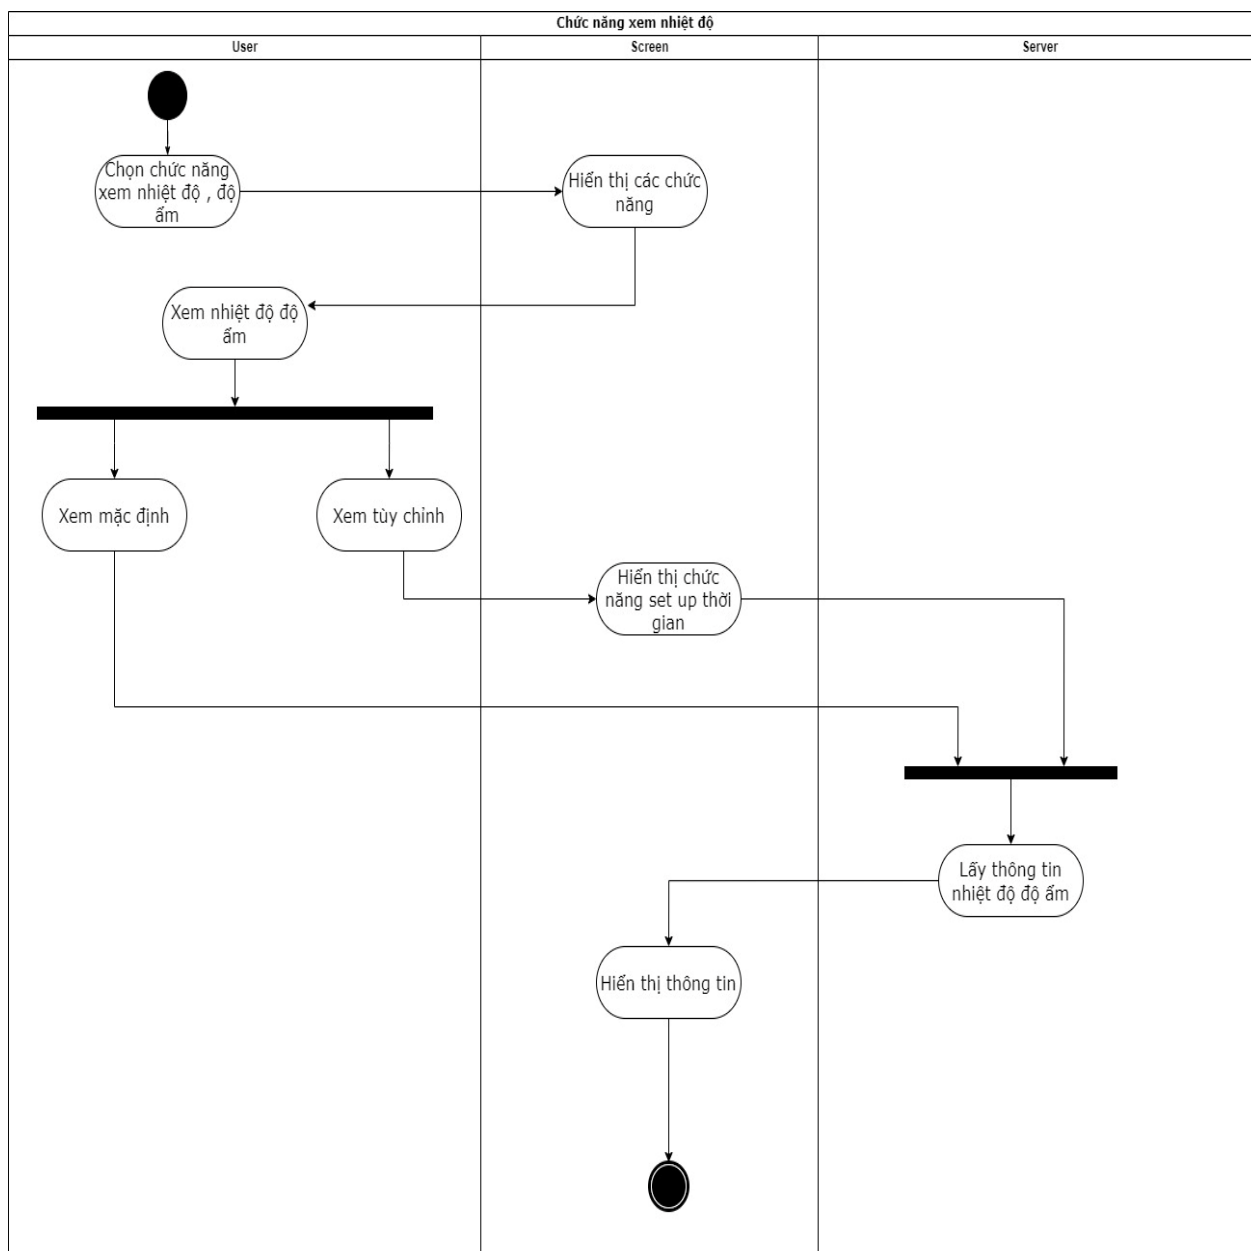 Chức năng xem nhiệt độ
User
Screen
Server
Chọn chức năng
xem nhiệt độ , độ
ẩm
Hiển thị các chức
năng
Xem nhiệt độ độ
ẩm
Xem mặc định
Xem tùy chỉnh
Hiển thị chức
năng set up thời
gian
Lấy thông tin
nhiệt độ độ ẩm
Hiển thị thông tin